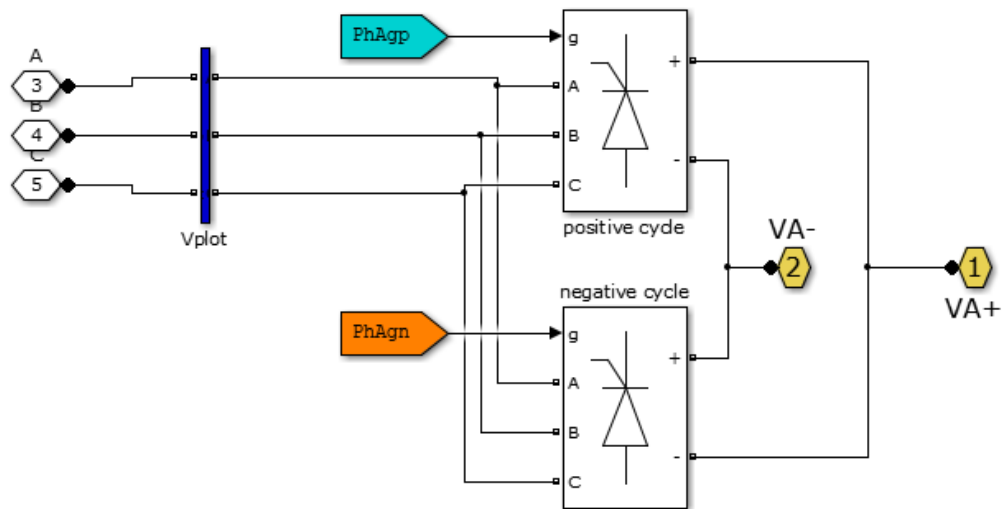 PhAgp
A
3
B
4
C
5
Vplot
g
A
B
C
+
-
positive cycle
VA-
2
1
VA+
negative cycle
PhAgn
g
A
B
C
+
-